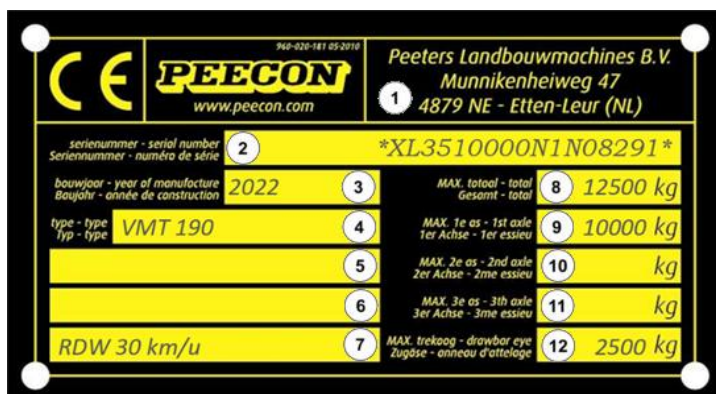 CE
960-020-181 05-2010
PEECON
www.peecon.com
Peeters Landbouwmachines B.V.
Munnikenheiweg 47
1 4879 NE - Etten-Leur (NL)
serienummer - serial number
Seriennummer - numéro de série
2 *XL3510000N1N08291*
bouwjaar - year of manufacture
Baujahr - année de construction
2022 3
MAX. totaal - total
Gesamt - total
8 12500 kg
type - type
Typ - type
VMT 190 4
MAX. 1e as - 1st axle
1er Achse - 1er essieu
9 10000 kg
5
MAX. 2e as - 2nd axle
2er Achse - 2me essieu
10 kg
6
MAX. 3e as - 3th axle
3er Achse - 3me essieu
11 kg
RDW 30 km/u 7
MAX. trekoog - drawbar eye
Zugöse - anneau d'attelage
12 2500 kg